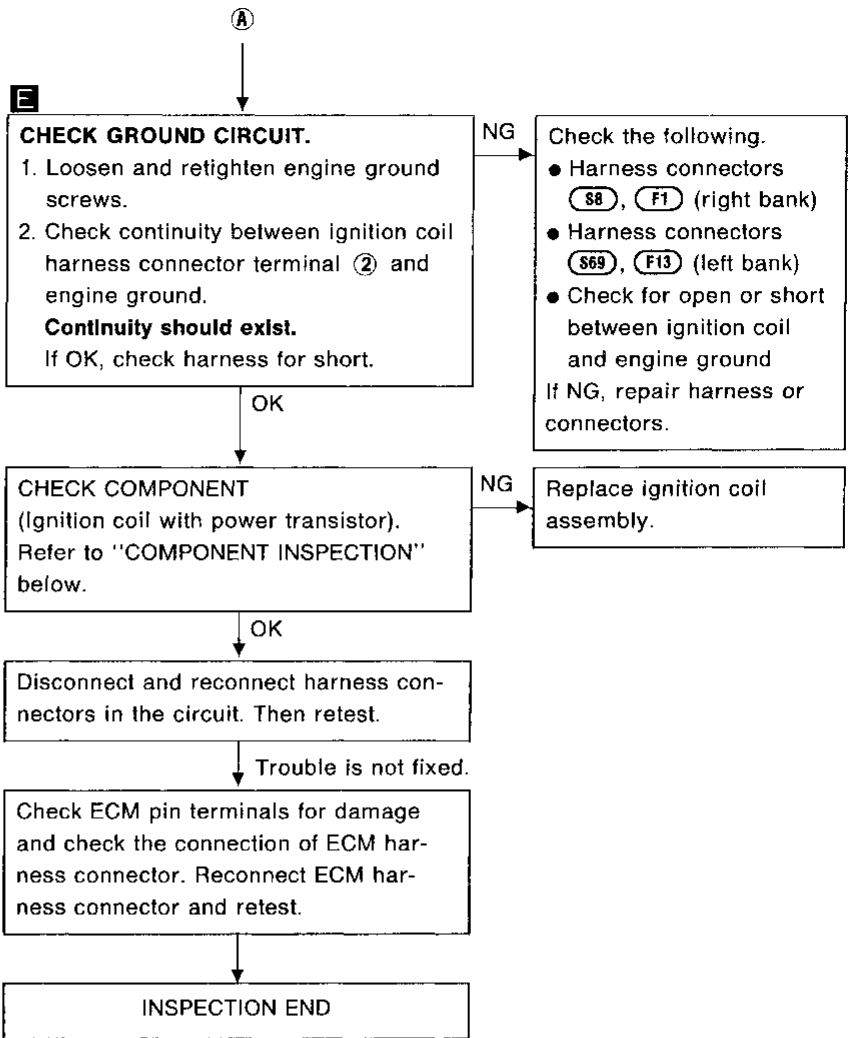 Ⓐ
E
CHECK GROUND CIRCUIT.
1. Loosen and retighten engine ground
screws.
2. Check continuity between ignition coil
harness connector terminal ② and
engine ground.
Continuity should exist.
If OK, check harness for short.
NG
Check the following.
● Harness connectors
S8, F1 (right bank)
● Harness connectors
S69, F13 (left bank)
● Check for open or short
between ignition coil
and engine ground
If NG, repair harness or
connectors.
OK
CHECK COMPONENT
(Ignition coil with power transistor).
Refer to "COMPONENT INSPECTION"
below.
NG
Replace ignition coil
assembly.
OK
Disconnect and reconnect harness con-
nectors in the circuit. Then retest.
Trouble is not fixed.
Check ECM pin terminals for damage
and check the connection of ECM har-
ness connector. Reconnect ECM har-
ness connector and retest.
INSPECTION END